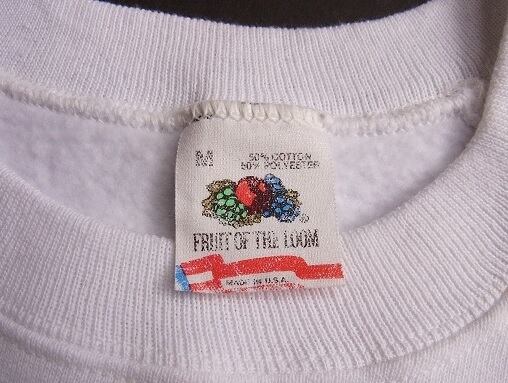 M
50% COTTON
50% POLYESTER
FRUIT OF THE LOOM
MADE IN U.S.A.